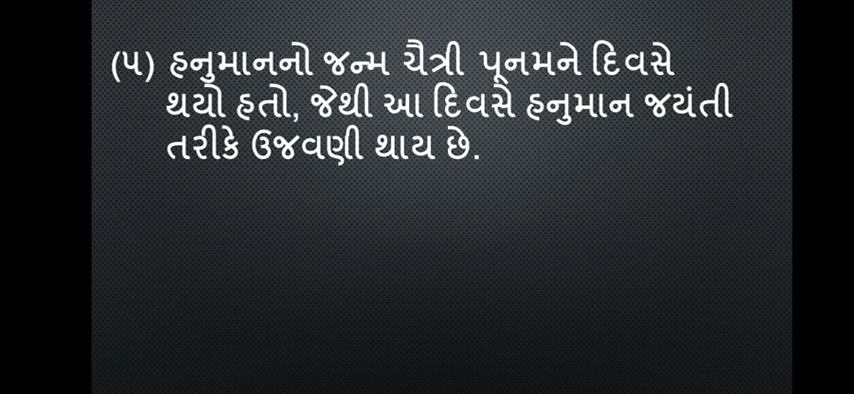 (૫) હનુમાનનો જન્મ ચૈત્રી પૂનમને દિવસે
થયો હતો, જેથી આ દિવસે હનુમાન જયંતી
તરીકે ઉજવણી થાય છે.